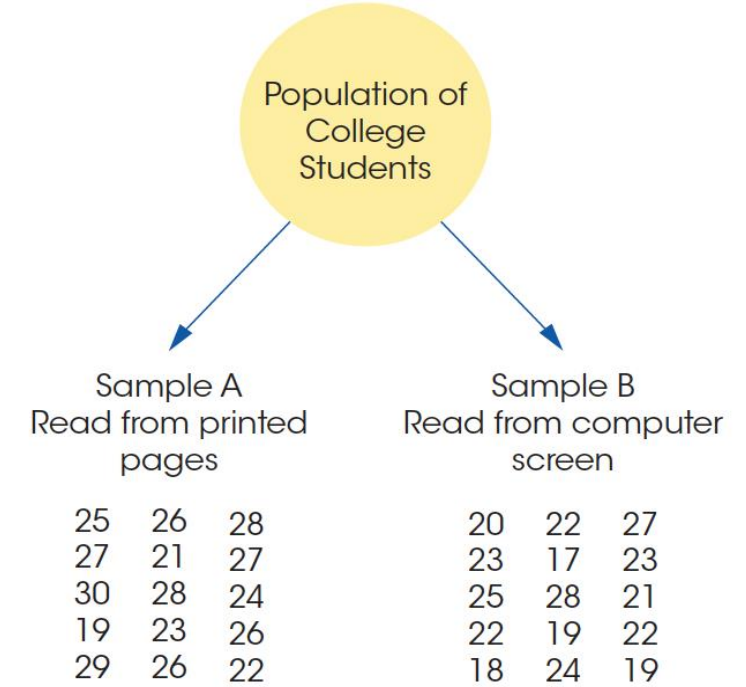 Population of
College
Students
Sample A
Read from printed
pages
25 26 28
27 21 27
30 28 24
19 23 26
29 26 22
Sample B
Read from computer
screen
20 22 27
23 17 23
25 28 21
22 19 22
18 24 19